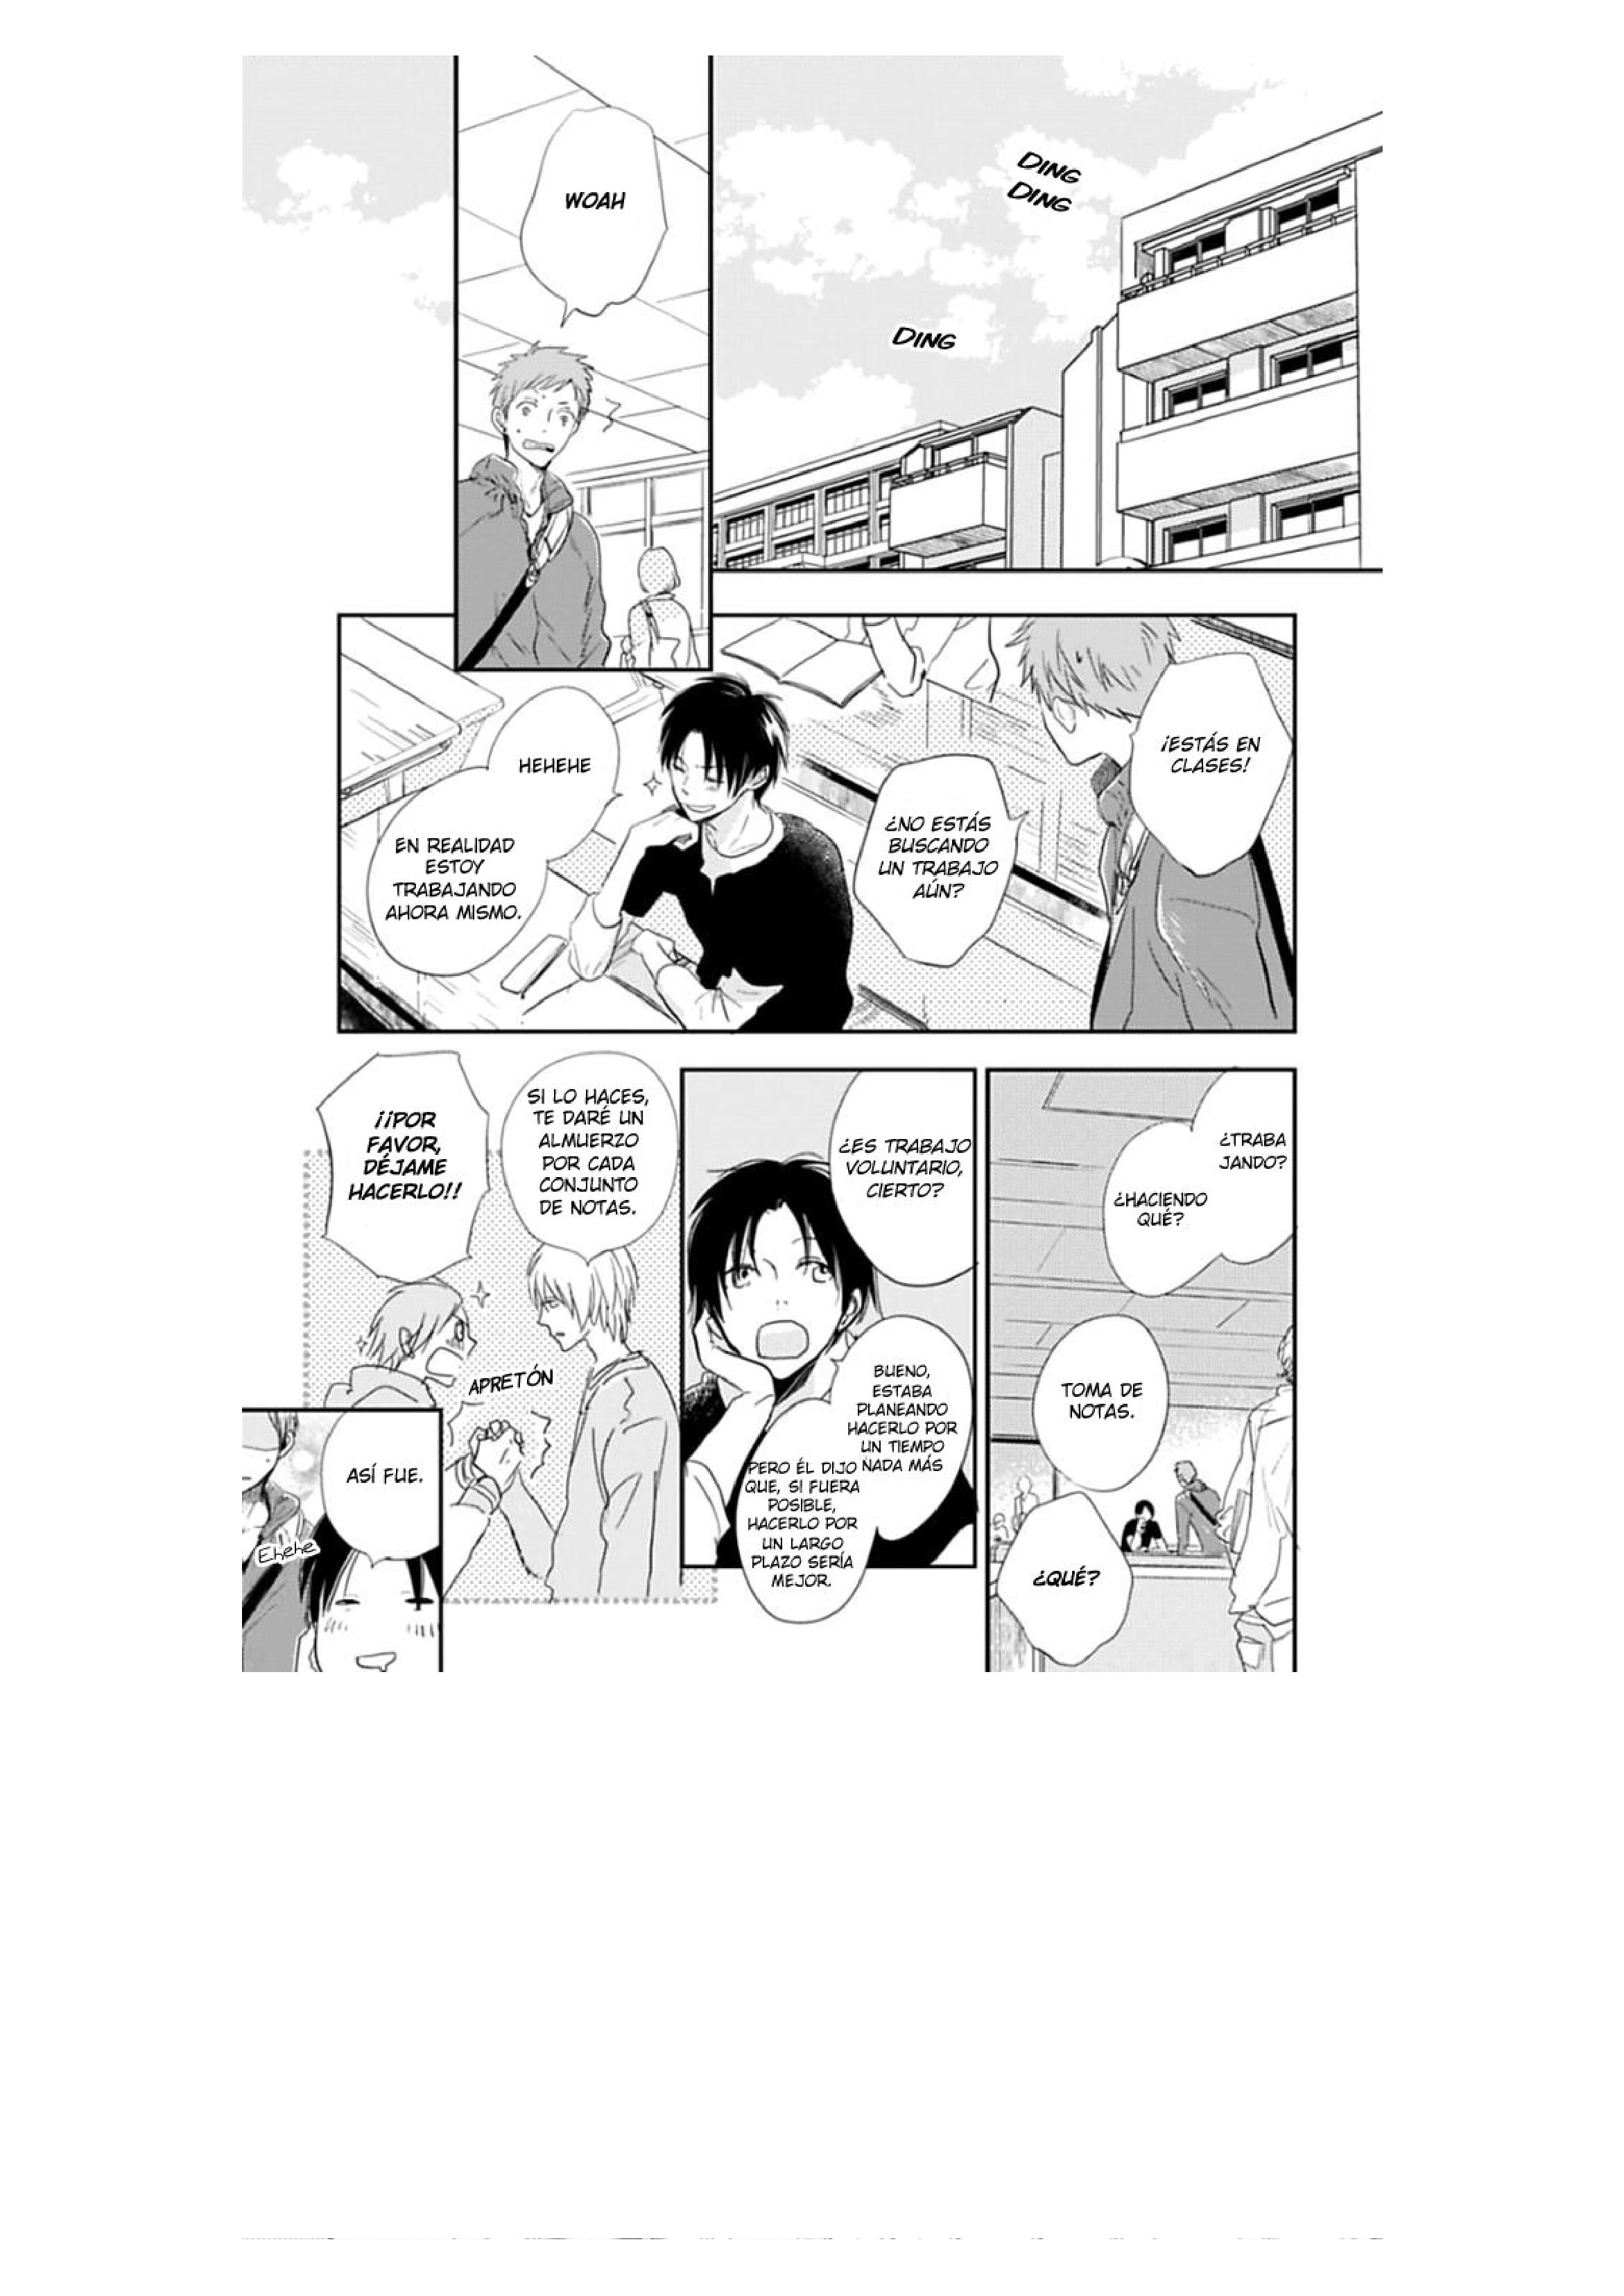 DING
DING
DING
WOAH
¡ESTÁS EN
CLASES!
¿NO ESTÁS
BUSCANDO
UN TRABAJO
AÚN?
HEHEHE
EN REALIDAD
ESTOY
TRABAJANDO
AHORA MISMO.
¿TRABA
JANDO?
¿HACIENDO
QUÉ?
TOMA DE
NOTAS.
¿QUÉ?
¿ES TRABAJO
VOLUNTARIO,
CIERTO?
BUENO,
ESTABA
PLANEANDO
HACERLO POR
UN TIEMPO
NADA MÁS
PERO ÉL DIJO
QUE, SI FUERA
POSIBLE,
HACERLO POR
UN LARGO
PLAZO SERÍA
MEJOR.
SI LO HACES,
TE DARÉ UN
ALMUERZO
POR CADA
CONJUNTO
DE NOTAS.
¡¡POR
FAVOR,
DÉJAME
HACERLO!!
APRETÓN
ASÍ FUE.
Ehehe